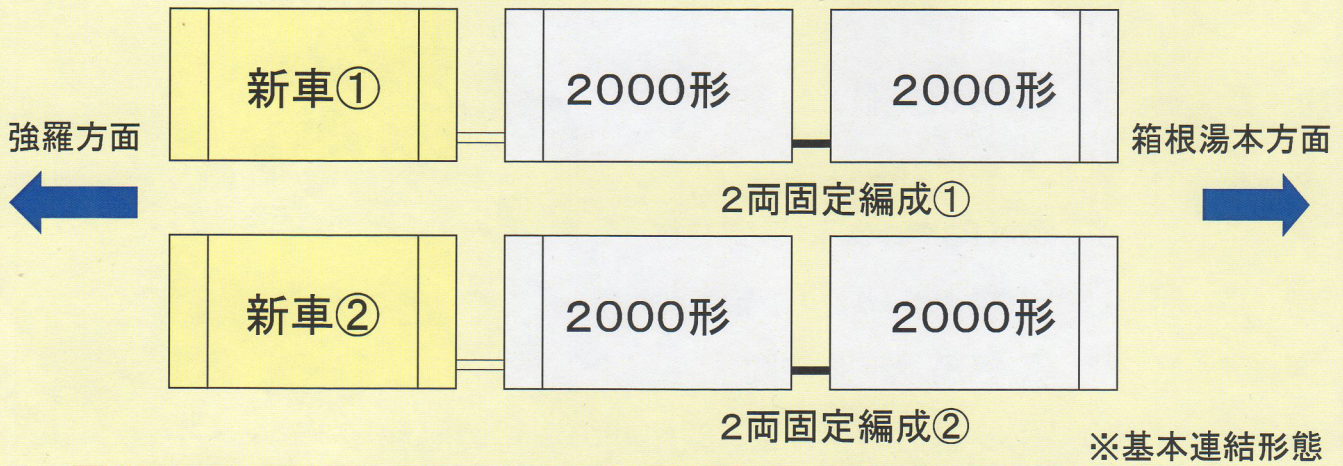 新車① 2000形 2000形
強羅方面 箱根湯本方面
2両固定編成①
新車② 2000形 2000形
2両固定編成②
※基本連結形態